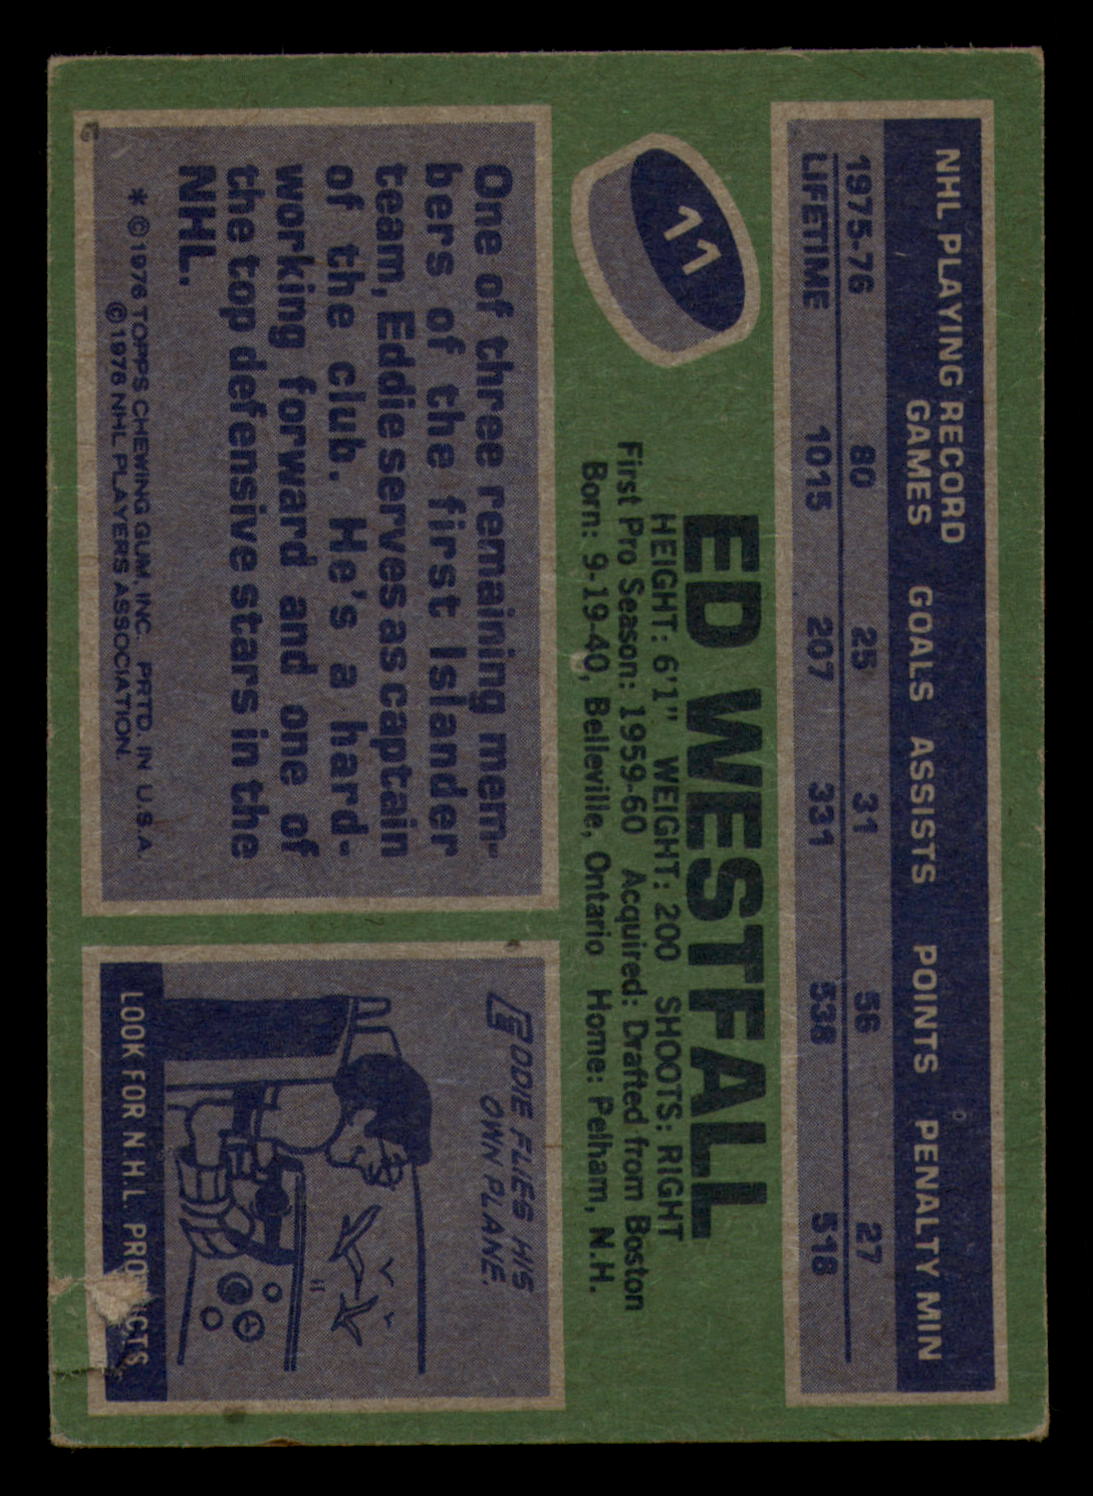 NHL PLAYING RECORD
GAMES GOALS ASSISTS POINTS PENALTY MIN
1975-76 80 25 31 56 27
LIFETIME 1015 207 331 538 518
11
ED WESTFALL
HEIGHT: 6'1" WEIGHT: 200 SHOOTS: RIGHT
First Pro Season: 1959-60 Acquired: Drafted from Boston
Born: 9-19-40, Belleville, Ontario Home: Pelham, N.H.
One of three remaining mem-
bers of the first Islander
team, Eddie serves as captain
of the club. He's a hard-
working forward and one of
the top defensive stars in the
NHL.
* © 1976 TOPPS CHEWING GUM, INC. PRTD. IN U.S.A.
© 1976 NHL PLAYERS ASSOCIATION.
EDDIE FLIES HIS
OWN PLANE.
LOOK FOR N.H.L. PRODUCTS